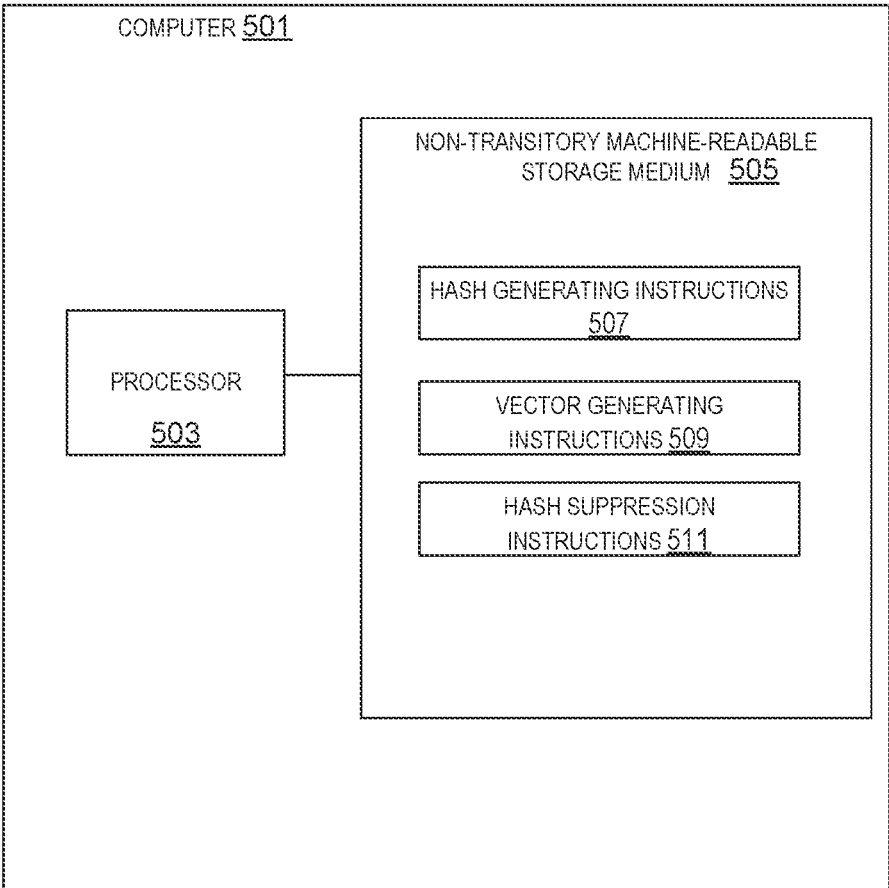 COMPUTER 501
NON-TRANSITORY MACHINE-READABLE
STORAGE MEDIUM 505
HASH GENERATING INSTRUCTIONS
507
PROCESSOR
503
VECTOR GENERATING
INSTRUCTIONS 509
HASH SUPPRESSION
INSTRUCTIONS 511